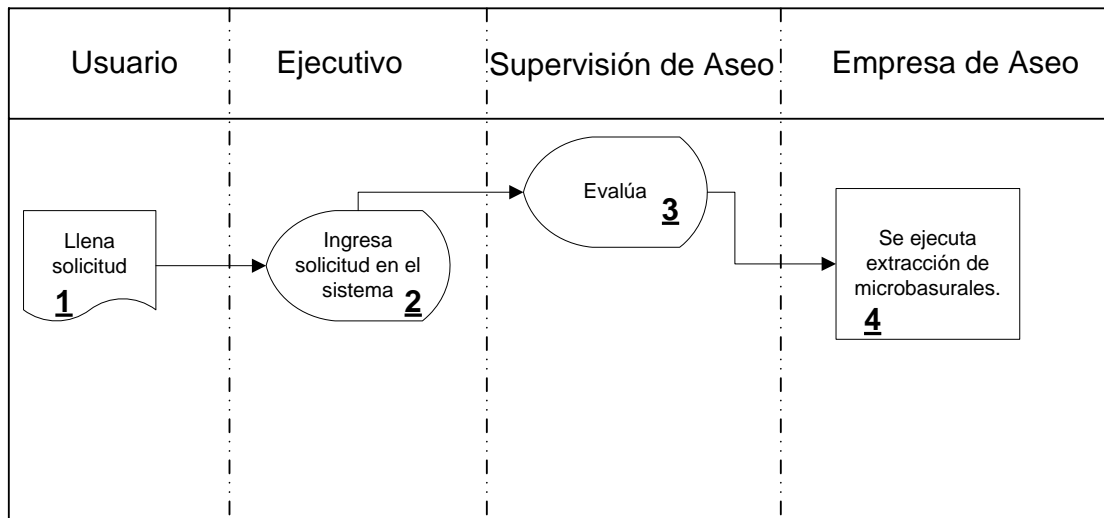 Usuario
Ejecutivo
Supervisión de Aseo
Empresa de Aseo
Llena
solicitud
1
Ingresa
solicitud en el
sistema
2
Evalúa
3
Se ejecuta
extracción de
microbasurales.
4